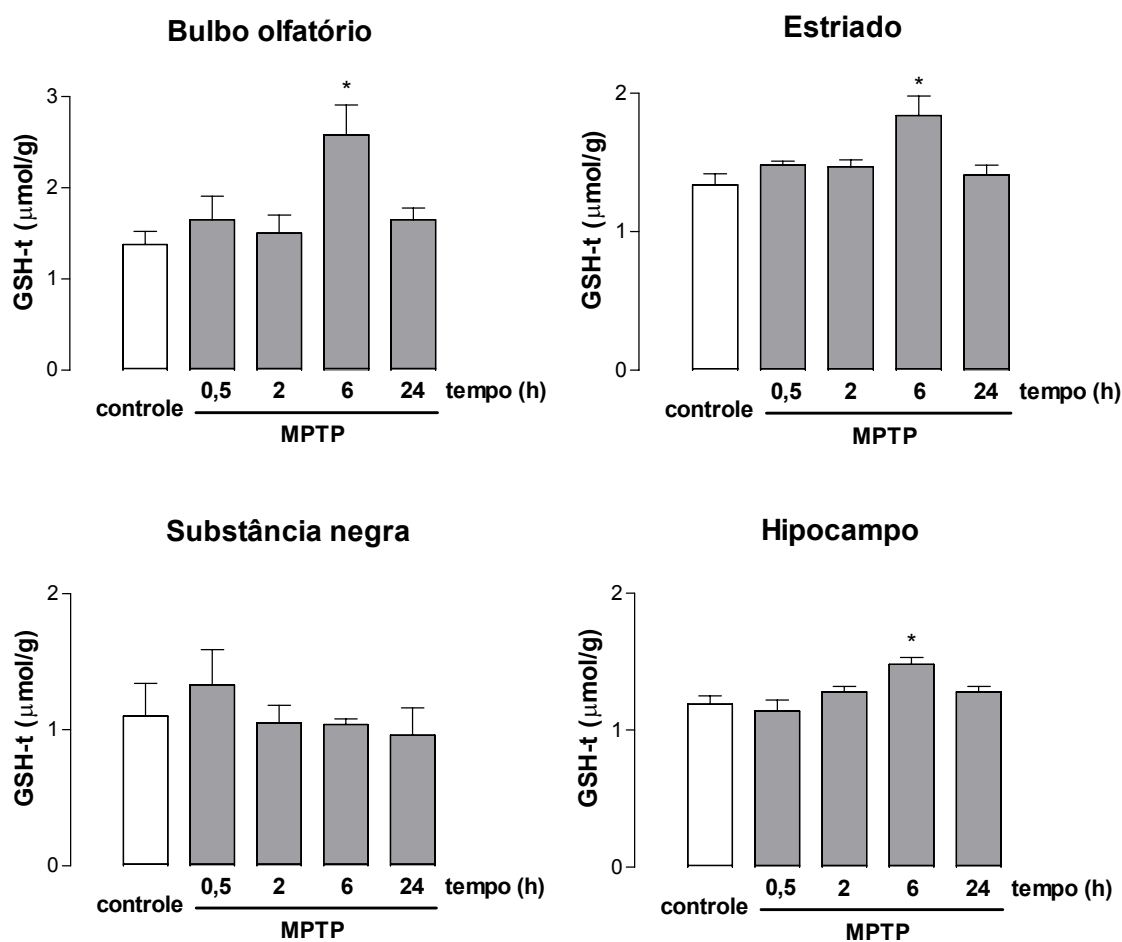 Bulbo olfatório
*
3
2
1
0
GSH-t (μmol/g)
0,5 2 6 24 tempo (h)
controle
MPTP
Estriado
*
2
1
0
GSH-t (μmol/g)
0,5 2 6 24 tempo (h)
controle
MPTP
Substância negra
2
1
0
GSH-t (μmol/g)
0,5 2 6 24 tempo (h)
controle
MPTP
Hipocampo
2
*
1
0
GSH-t (μmol/g)
0,5 2 6 24 tempo (h)
controle
MPTP